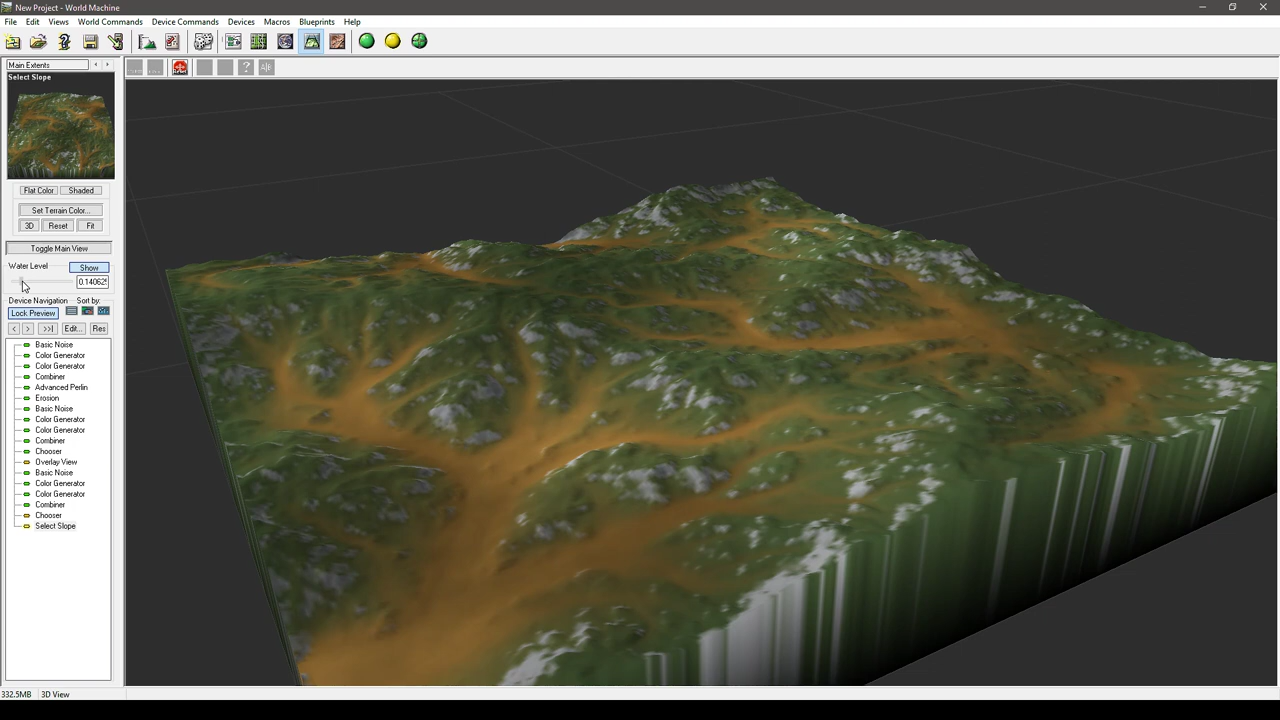 New Project - World Machine
File Edit Views World Commands Device Commands Devices Macros Blueprints Help
Main Extents
Select Slope
Flat Color Shaded
Set Terrain Color...
3D Reset Fit
Toggle Main View
Water Level Show
0.14062
Device Navigation Sort by:
Lock Preview
< > >>| Edit... Res
Basic Noise
Color Generator
Color Generator
Combiner
Advanced Perlin
Erosion
Basic Noise
Color Generator
Color Generator
Combiner
Chooser
Overlay View
Basic Noise
Color Generator
Color Generator
Combiner
Chooser
Select Slope
332.5MB 3D View